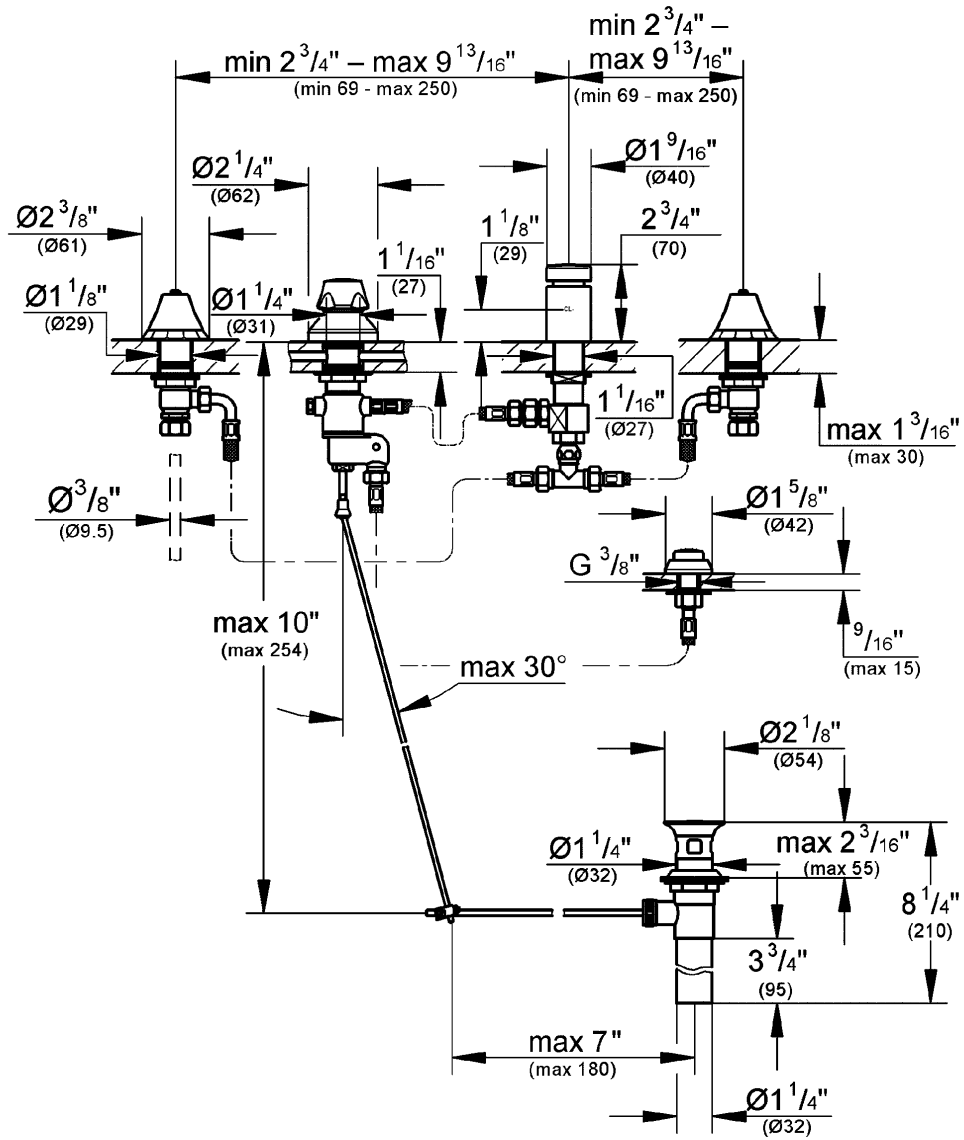 min 2 3/4" –
min 2 3/4" – max 9 13/16"
max 9 13/16"
(min 69 - max 250)
(min 69 - max 250)
Ø1 9/16"
(Ø40)
Ø2 1/4"
(Ø62)
Ø2 3/8"
(Ø61)
1 1/8"
(29)
2 3/4"
(70)
1 1/16"
(27)
Ø1 1/8"
(Ø29)
Ø1 1/4"
(Ø31)
CL
1 1/16"
(Ø27)
max 1 3/16"
(max 30)
Ø3/8"
(Ø9.5)
Ø1 5/8"
(Ø42)
G 3/8"
max 10"
(max 254)
9/16"
(max 15)
max 30°
Ø2 1/8"
(Ø54)
Ø1 1/4"
(Ø32)
max 2 3/16"
(max 55)
8 1/4"
(210)
3 3/4"
(95)
max 7"
(max 180)
Ø1 1/4"
(Ø32)